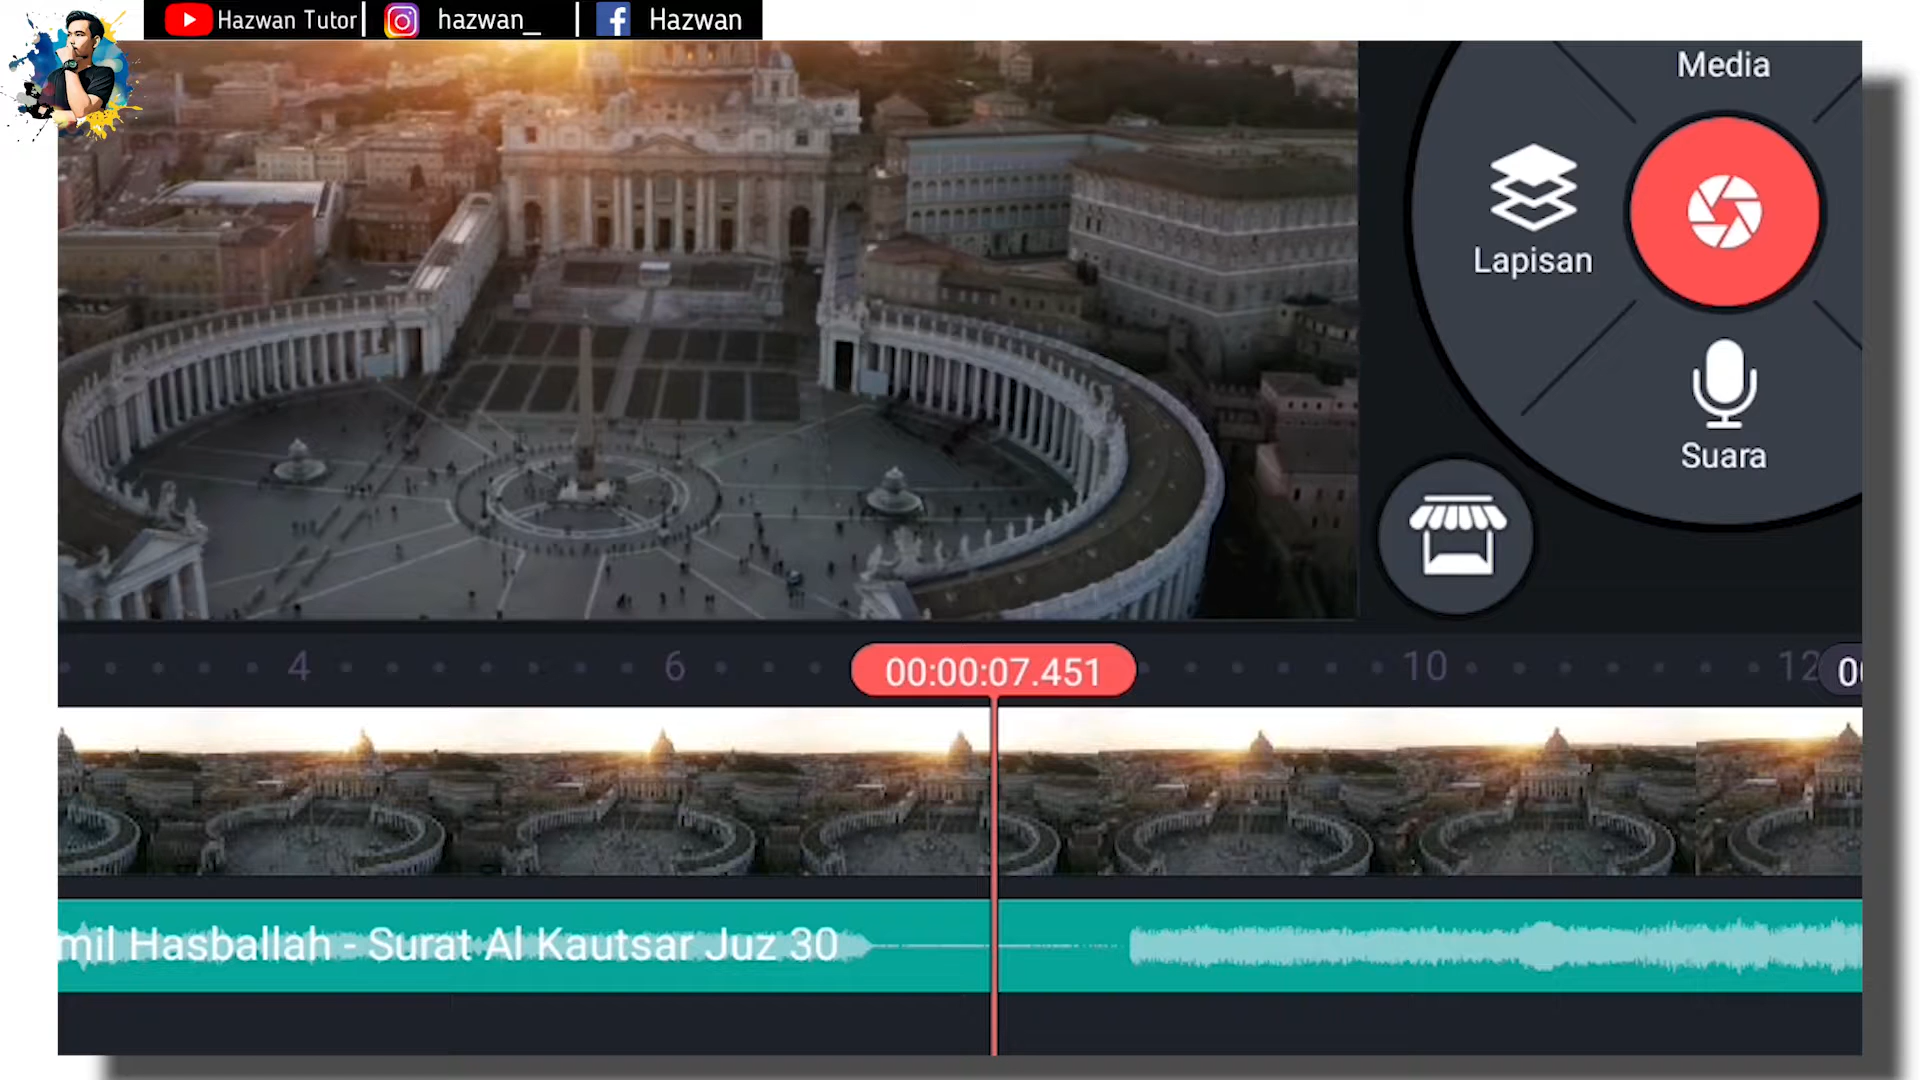 Hazwan Tutor| hazwan_ | Hazwan
Media
Lapisan
Suara
4 6 00:00:07.451 10 12
mil Hasballah - Surat Al Kautsar Juz 30